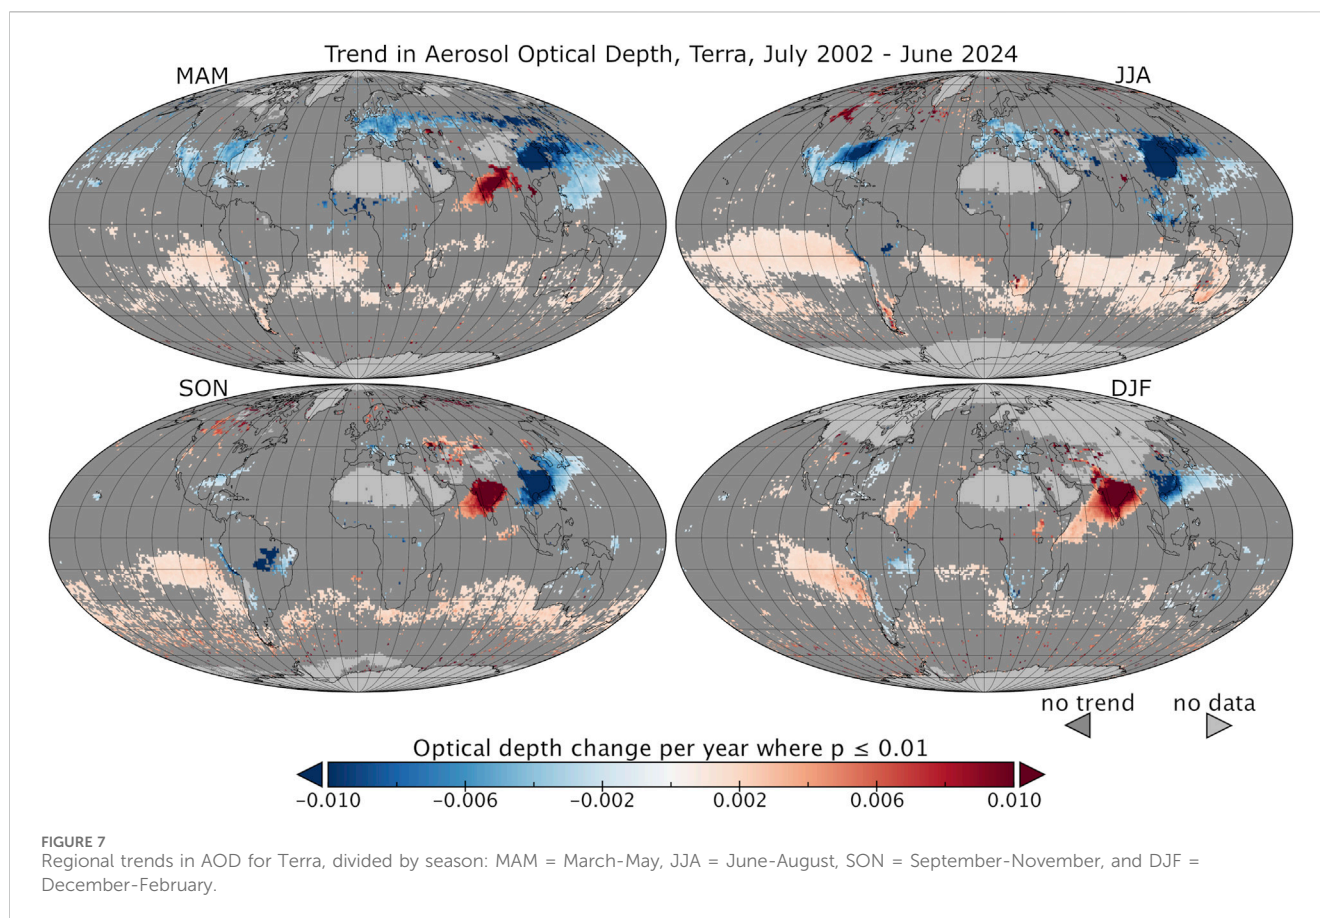 Trend in Aerosol Optical Depth, Terra, July 2002 - June 2024
MAM
JJA
SON
DJF
no trend
no data
Optical depth change per year where p ≤ 0.01
−0.010
−0.006
−0.002
0.002
0.006
0.010
FIGURE 7
Regional trends in AOD for Terra, divided by season: MAM = March-May, JJA = June-August, SON = September-November, and DJF =
December-February.